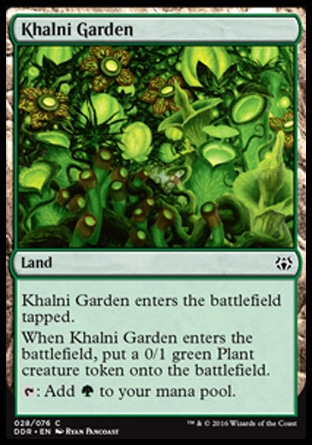 Khalni Garden
Land
Khalni Garden enters the battlefield
tapped.
When Khalni Garden enters the
battlefield, put a 0/1 green Plant
creature token onto the battlefield.
: Add to your mana pool.
028/076 C
DDR • EN Ryan Pancoast
™ & © 2016 Wizards of the Coast